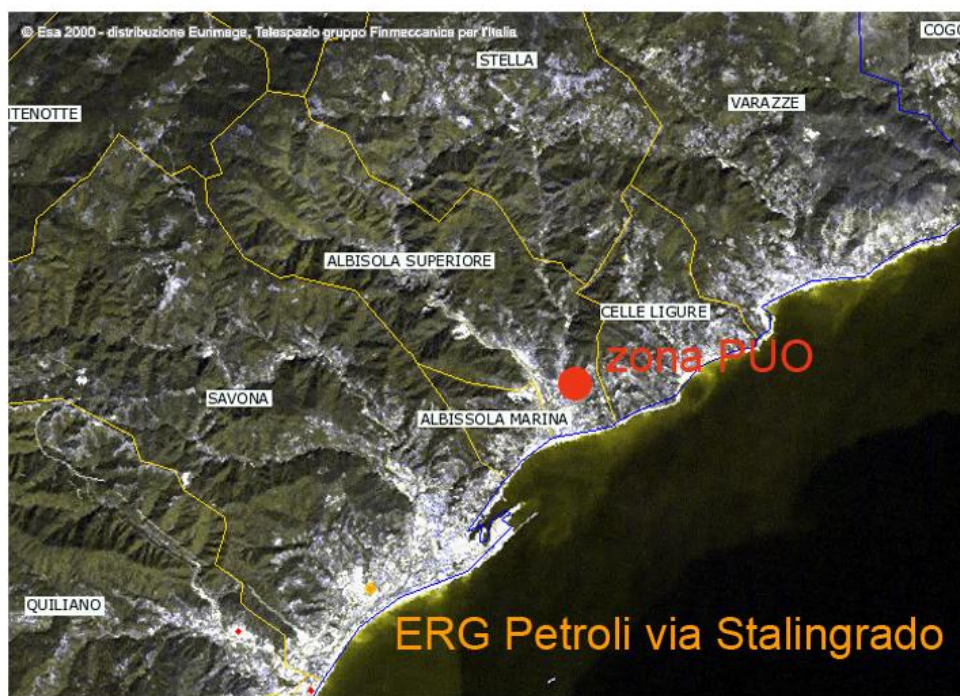 © Esa 2000 - distribuzione Eurimage, Telespazio gruppo Finmeccanica per l'Italia
COGO
STELLA
VARAZZE
TENOTTE
ALBISOLA SUPERIORE
CELLE LIGURE
zona PUO
SAVONA
ALBISSOLA MARINA
QUILIANO
ERG Petroli via Stalingrado